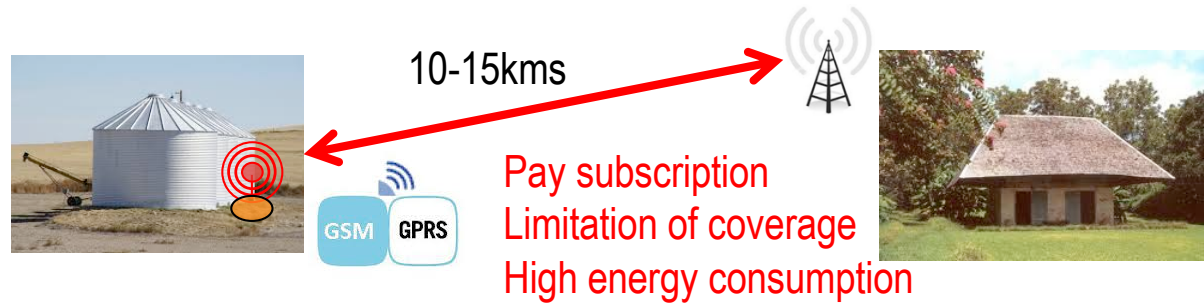 10-15kms
GSM GPRS
Pay subscription
Limitation of coverage
High energy consumption